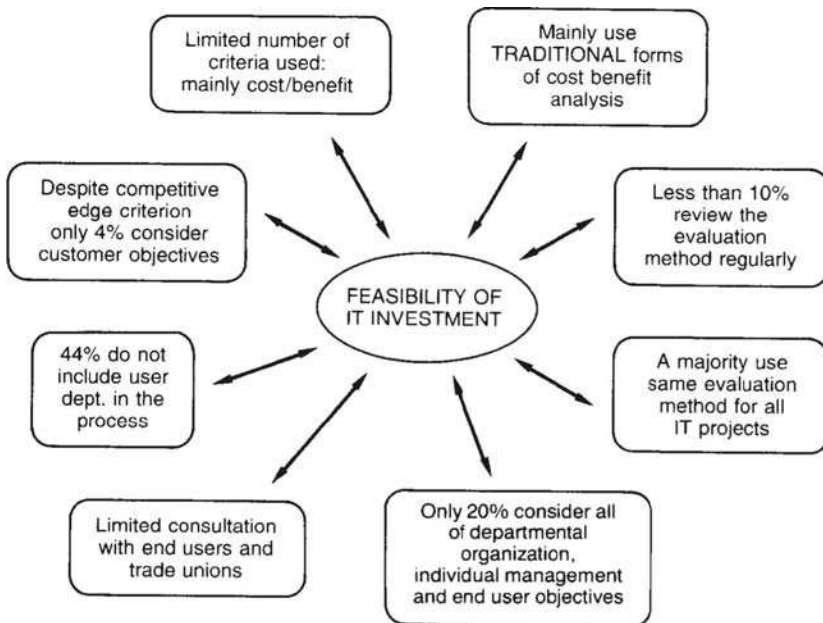 Limited number of
criteria used:
mainly cost/benefit
Mainly use
TRADITIONAL forms
of cost benefit
analysis
Despite competitive
edge criterion
only 4% consider
customer objectives
Less than 10%
review the
evaluation
method regularly
FEASIBILITY OF
IT INVESTMENT
44% do not
include user
dept. in the
process
A majority use
same evaluation
method for all
IT projects
Limited consultation
with end users and
trade unions
Only 20% consider all
of departmental
organization,
individual management
and end user objectives